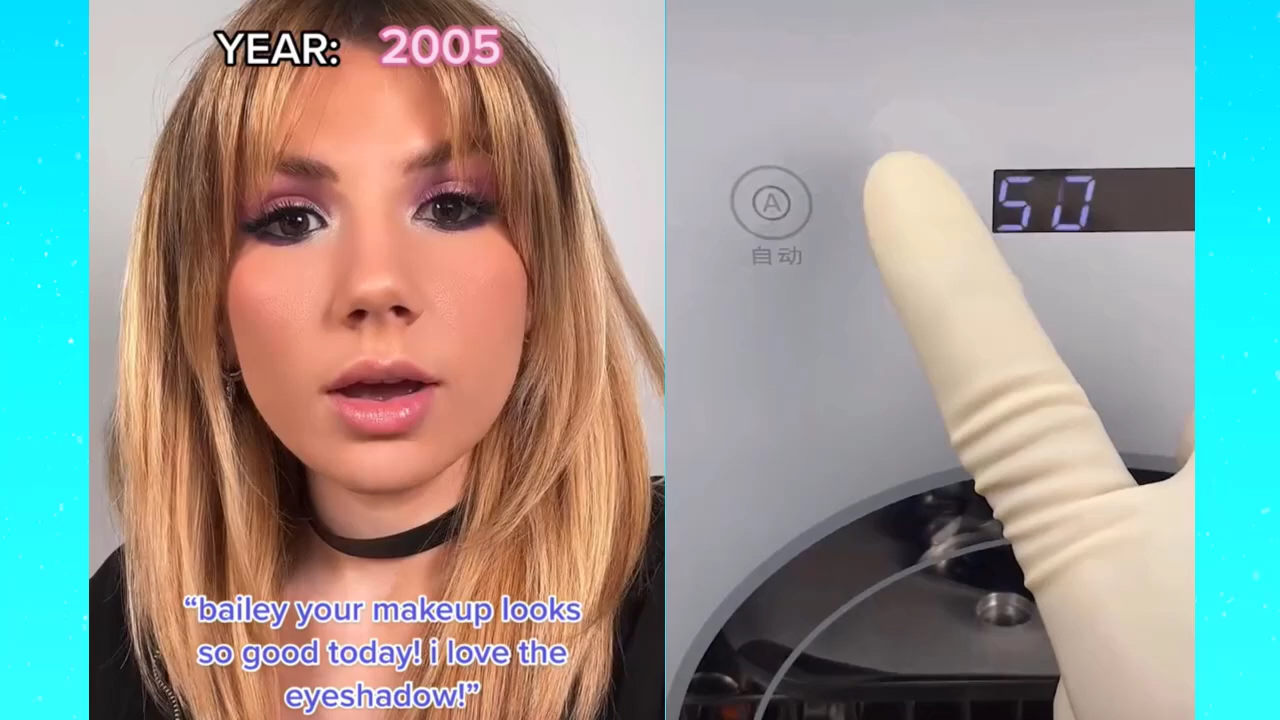 YEAR: 2005
“bailey your makeup looks
so good today! i love the
eyeshadow!”
A
自动
50